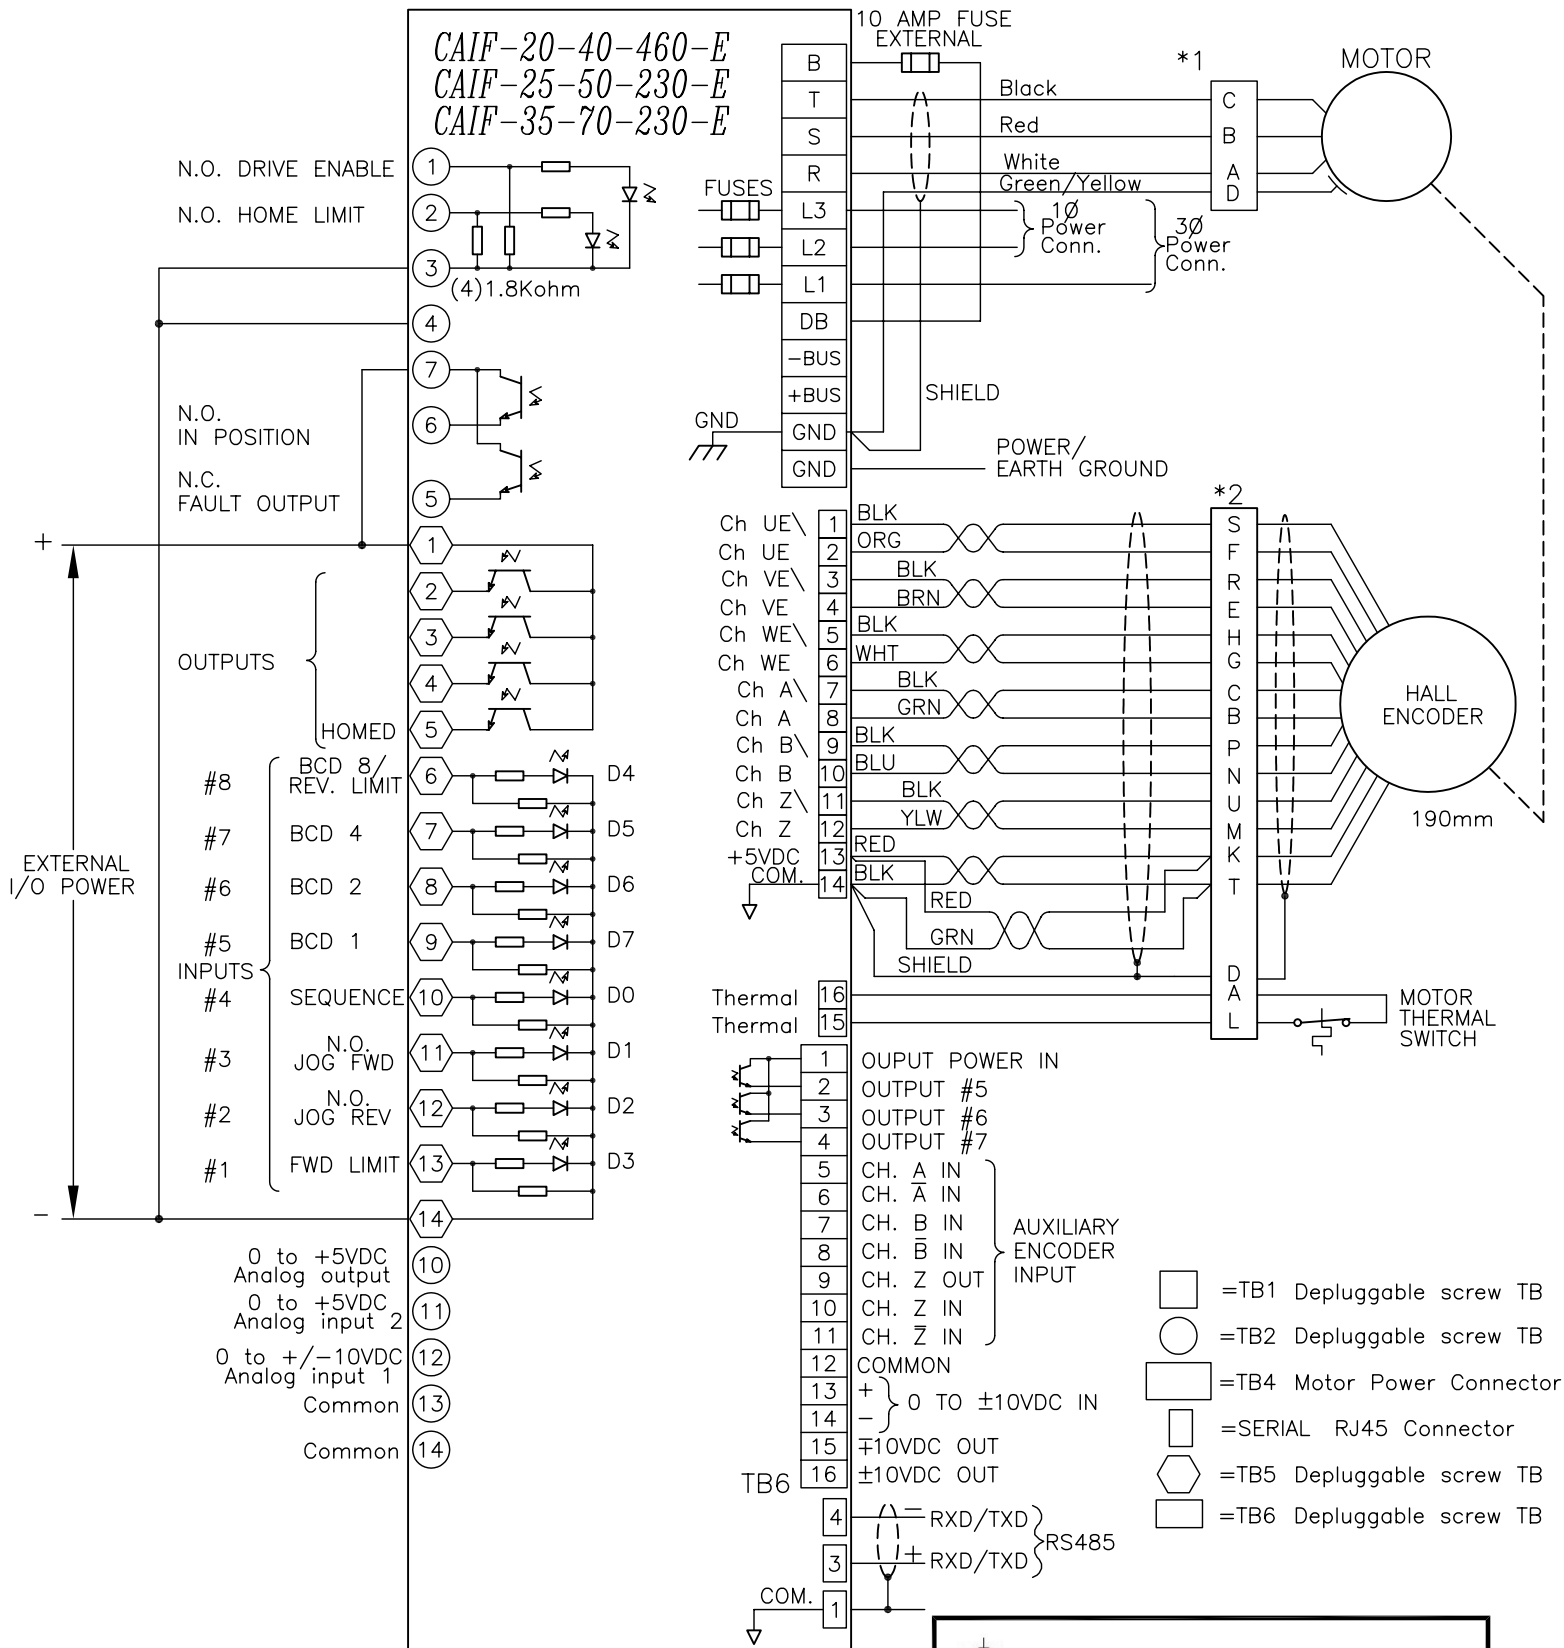 CAIF-20-40-460-E
CAIF-25-50-230-E
CAIF-35-70-230-E
N.O. DRIVE ENABLE
1
N.O. HOME LIMIT
2
3
(4)1.8Kohm
4
7
N.O.
IN POSITION
6
N.C.
FAULT OUTPUT
5
+
1
2
3
OUTPUTS
4
HOMED
5
#8
BCD 8/
REV. LIMIT
6
D4
#7
BCD 4
7
D5
EXTERNAL
I/O POWER
#6
BCD 2
8
D6
#5
BCD 1
9
D7
INPUTS
#4
SEQUENCE
10
D0
#3
N.O.
JOG FWD
11
D1
#2
N.O.
JOG REV
12
D2
#1
FWD LIMIT
13
D3
-
14
0 to +5VDC
Analog output
10
0 to +5VDC
Analog input 2
11
0 to +/-10VDC
Analog input 1
12
Common
13
Common
14
10 AMP FUSE
EXTERNAL
B
T
S
R
FUSES
L3
L2
L1
DB
-BUS
+BUS
GND
GND
GND
Black
Red
White
Green/Yellow
1Ø
Power
Conn.
3Ø
Power
Conn.
SHIELD
POWER/
EARTH GROUND
*1
C
B
A
D
MOTOR
*2
Ch UE\ 1 BLK S
Ch UE 2 ORG F
Ch VE\ 3 BLK R
Ch VE 4 BRN E
Ch WE\ 5 BLK H
Ch WE 6 WHT G
Ch A\ 7 BLK C
Ch A 8 GRN B
Ch B\ 9 BLK P
Ch B 10 BLU N
Ch Z\ 11 BLK U
Ch Z 12 YLW M
+5VDC 13 RED K
COM. 14 BLK T
RED
GRN
SHIELD D
Thermal 16 A
Thermal 15 L
HALL
ENCODER
190mm
MOTOR
THERMAL
SWITCH
1 OUPUT POWER IN
2 OUTPUT #5
3 OUTPUT #6
4 OUTPUT #7
5 CH. A IN
6 CH. A̅ IN
7 CH. B IN
8 CH. B̅ IN
9 CH. Z OUT
10 CH. Z IN
11 CH. Z̅ IN
AUXILIARY
ENCODER
INPUT
12 COMMON
13 +
14 -
0 TO ±10VDC IN
15 ∓10VDC OUT
16 ±10VDC OUT
TB6
4 - RXD/TXD
3 + RXD/TXD
RS485
COM. 1
=TB1 Depluggable screw TB
=TB2 Depluggable screw TB
=TB4 Motor Power Connector
=SERIAL RJ45 Connector
=TB5 Depluggable screw TB
=TB6 Depluggable screw TB